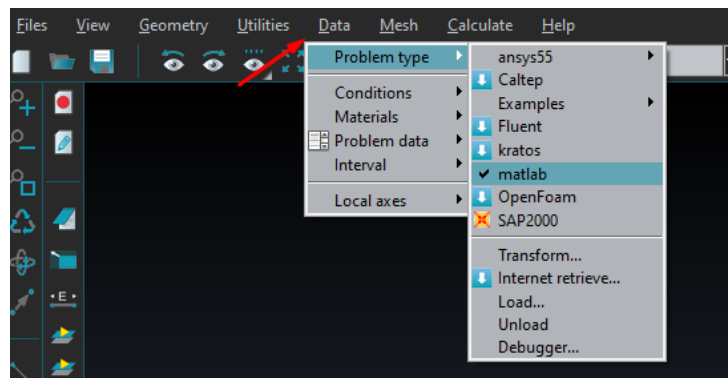 Files View Geometry Utilities Data Mesh Calculate Help
Problem type
Conditions
Materials
Problem data
Interval
Local axes
ansys55
Caltep
Examples
Fluent
kratos
matlab
OpenFoam
SAP2000
Transform...
Internet retrieve...
Load...
Unload
Debugger...
E